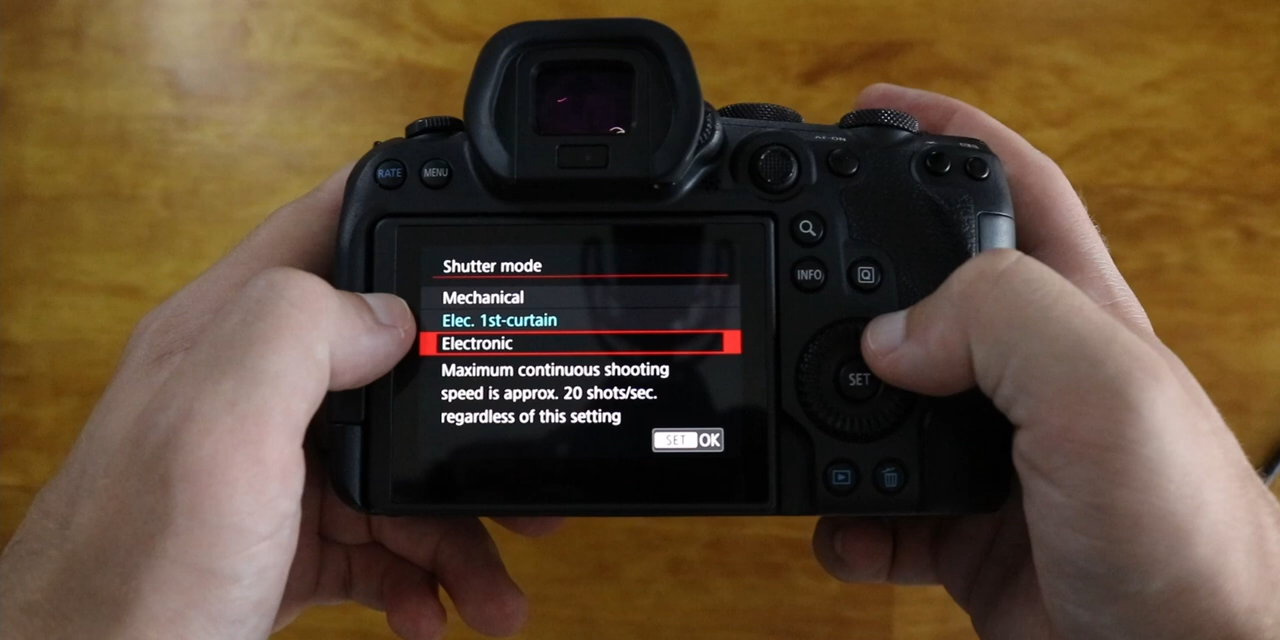 RATE
MENU
AF-ON
INFO
Q
Shutter mode
Mechanical
Elec. 1st-curtain
Electronic
Maximum continuous shooting
speed is approx. 20 shots/sec.
regardless of this setting
SET OK
SET